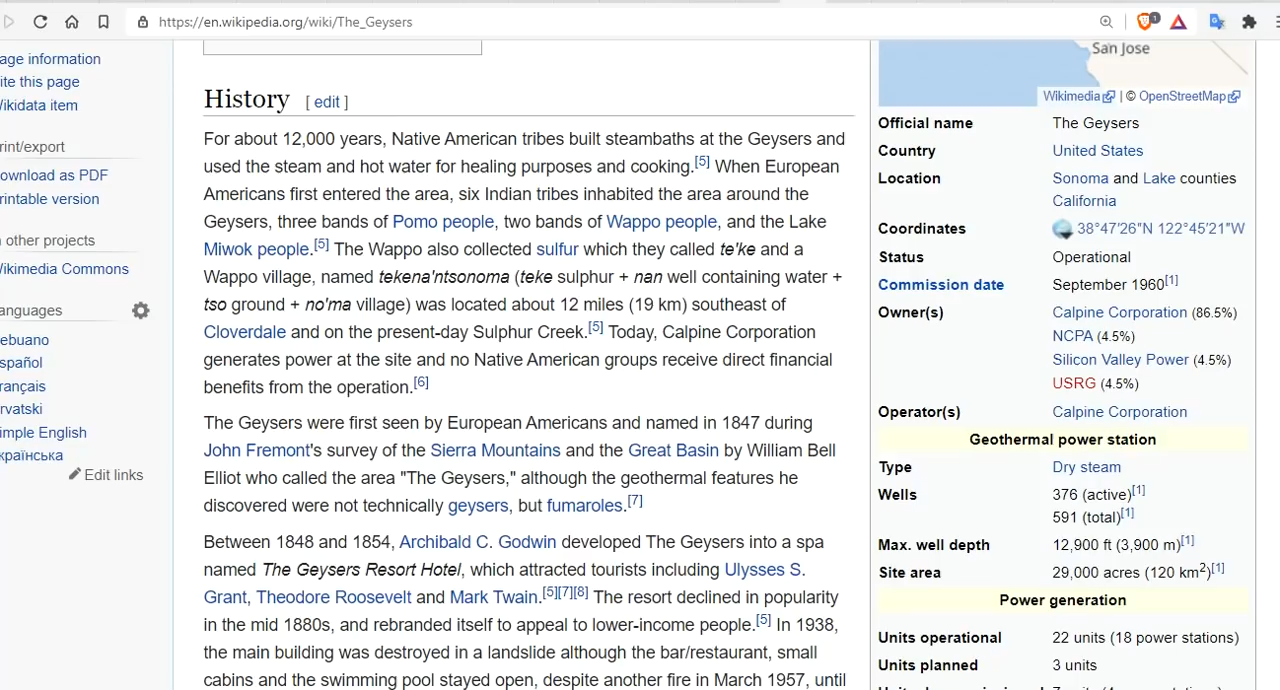 https://en.wikipedia.org/wiki/The_Geysers
1
age information
ite this page
ikidata item
rint/export
ownload as PDF
rintable version
other projects
ikimedia Commons
anguages
ebuano
spañol
rançais
rvatski
imple English
країнська
Edit links
History [ edit ]
For about 12,000 years, Native American tribes built steambaths at the Geysers and
used the steam and hot water for healing purposes and cooking.[5] When European
Americans first entered the area, six Indian tribes inhabited the area around the
Geysers, three bands of Pomo people, two bands of Wappo people, and the Lake
Miwok people.[5] The Wappo also collected sulfur which they called te'ke and a
Wappo village, named tekena'ntsonoma (teke sulphur + nan well containing water +
tso ground + no'ma village) was located about 12 miles (19 km) southeast of
Cloverdale and on the present-day Sulphur Creek.[5] Today, Calpine Corporation
generates power at the site and no Native American groups receive direct financial
benefits from the operation.[6]
The Geysers were first seen by European Americans and named in 1847 during
John Fremont's survey of the Sierra Mountains and the Great Basin by William Bell
Elliot who called the area "The Geysers," although the geothermal features he
discovered were not technically geysers, but fumaroles.[7]
Between 1848 and 1854, Archibald C. Godwin developed The Geysers into a spa
named The Geysers Resort Hotel, which attracted tourists including Ulysses S.
Grant, Theodore Roosevelt and Mark Twain.[5][7][8] The resort declined in popularity
in the mid 1880s, and rebranded itself to appeal to lower-income people.[5] In 1938,
the main building was destroyed in a landslide although the bar/restaurant, small
cabins and the swimming pool stayed open, despite another fire in March 1957, until
San Jose
Wikimedia | © OpenStreetMap
Official name The Geysers
Country United States
Location Sonoma and Lake counties
California
Coordinates 38°47′26″N 122°45′21″W
Status Operational
Commission date September 1960[1]
Owner(s) Calpine Corporation (86.5%)
NCPA (4.5%)
Silicon Valley Power (4.5%)
USRG (4.5%)
Operator(s) Calpine Corporation
Geothermal power station
Type Dry steam
Wells 376 (active)[1]
591 (total)[1]
Max. well depth 12,900 ft (3,900 m)[1]
Site area 29,000 acres (120 km2)[1]
Power generation
Units operational 22 units (18 power stations)
Units planned 3 units